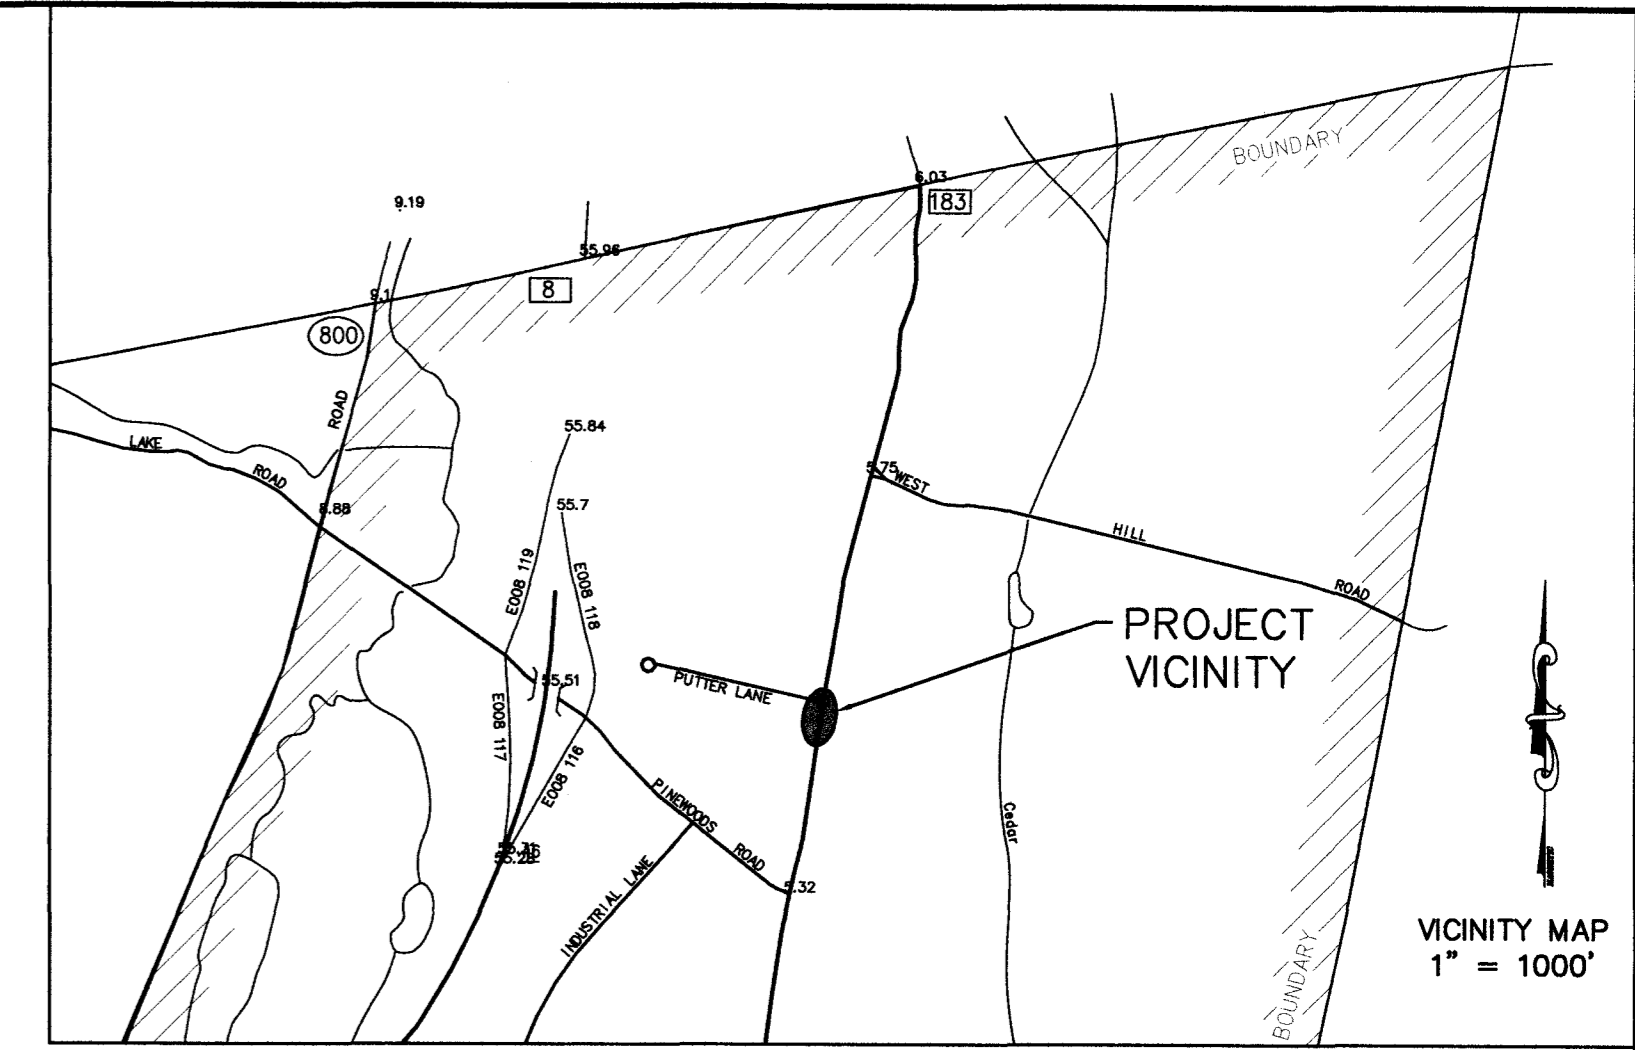 BOUNDARY
6.03
183
9.19
55.96
8
9.1
800
ROAD
LAKE
ROAD
8.88
55.84
55.7
5.75
WEST
HILL
ROAD
E008 119
E008 118
PROJECT
VICINITY
55.51
PUTTER LANE
E008 117
E008 116
PINEWOODS
ROAD
Cedar
5.32
INDUSTRIAL LANE
BOUNDARY
VICINITY MAP
1" = 1000'